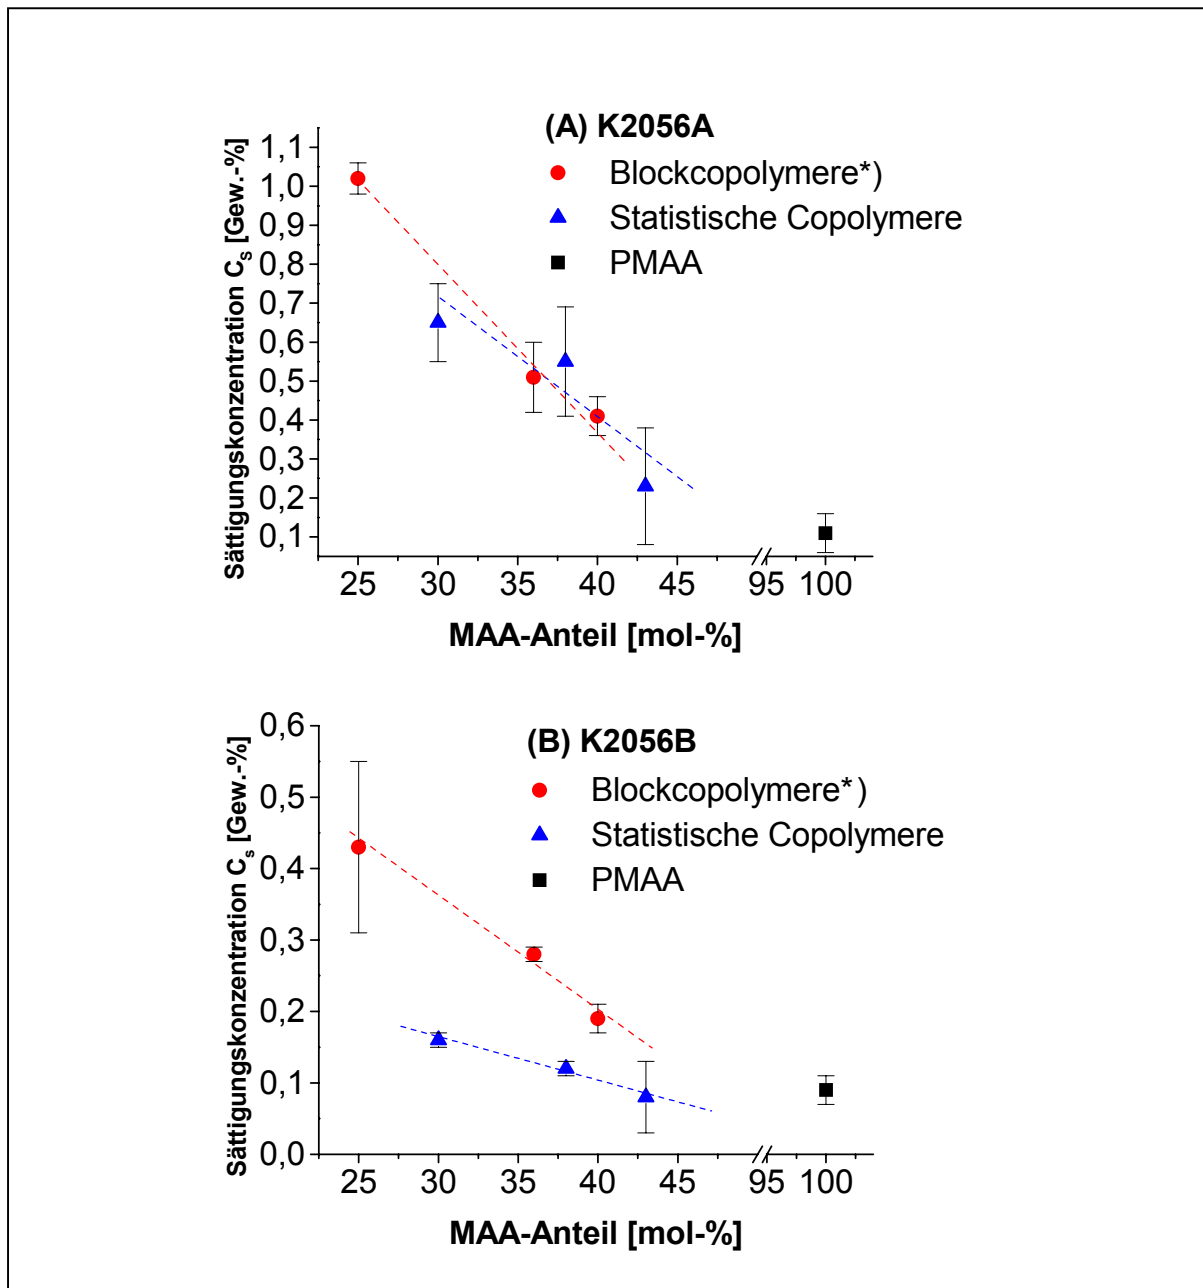 (A) K2056A
Blockcopolymere*)
Statistische Copolymere
PMAA
Sättigungskonzentration Cs [Gew.-%]
1,1
1,0
0,9
0,8
0,7
0,6
0,5
0,4
0,3
0,2
0,1
25 30 35 40 45 95 100
MAA-Anteil [mol-%]
(B) K2056B
Blockcopolymere*)
Statistische Copolymere
PMAA
Sättigungskonzentration Cs [Gew.-%]
0,6
0,5
0,4
0,3
0,2
0,1
0,0
25 30 35 40 45 95 100
MAA-Anteil [mol-%]